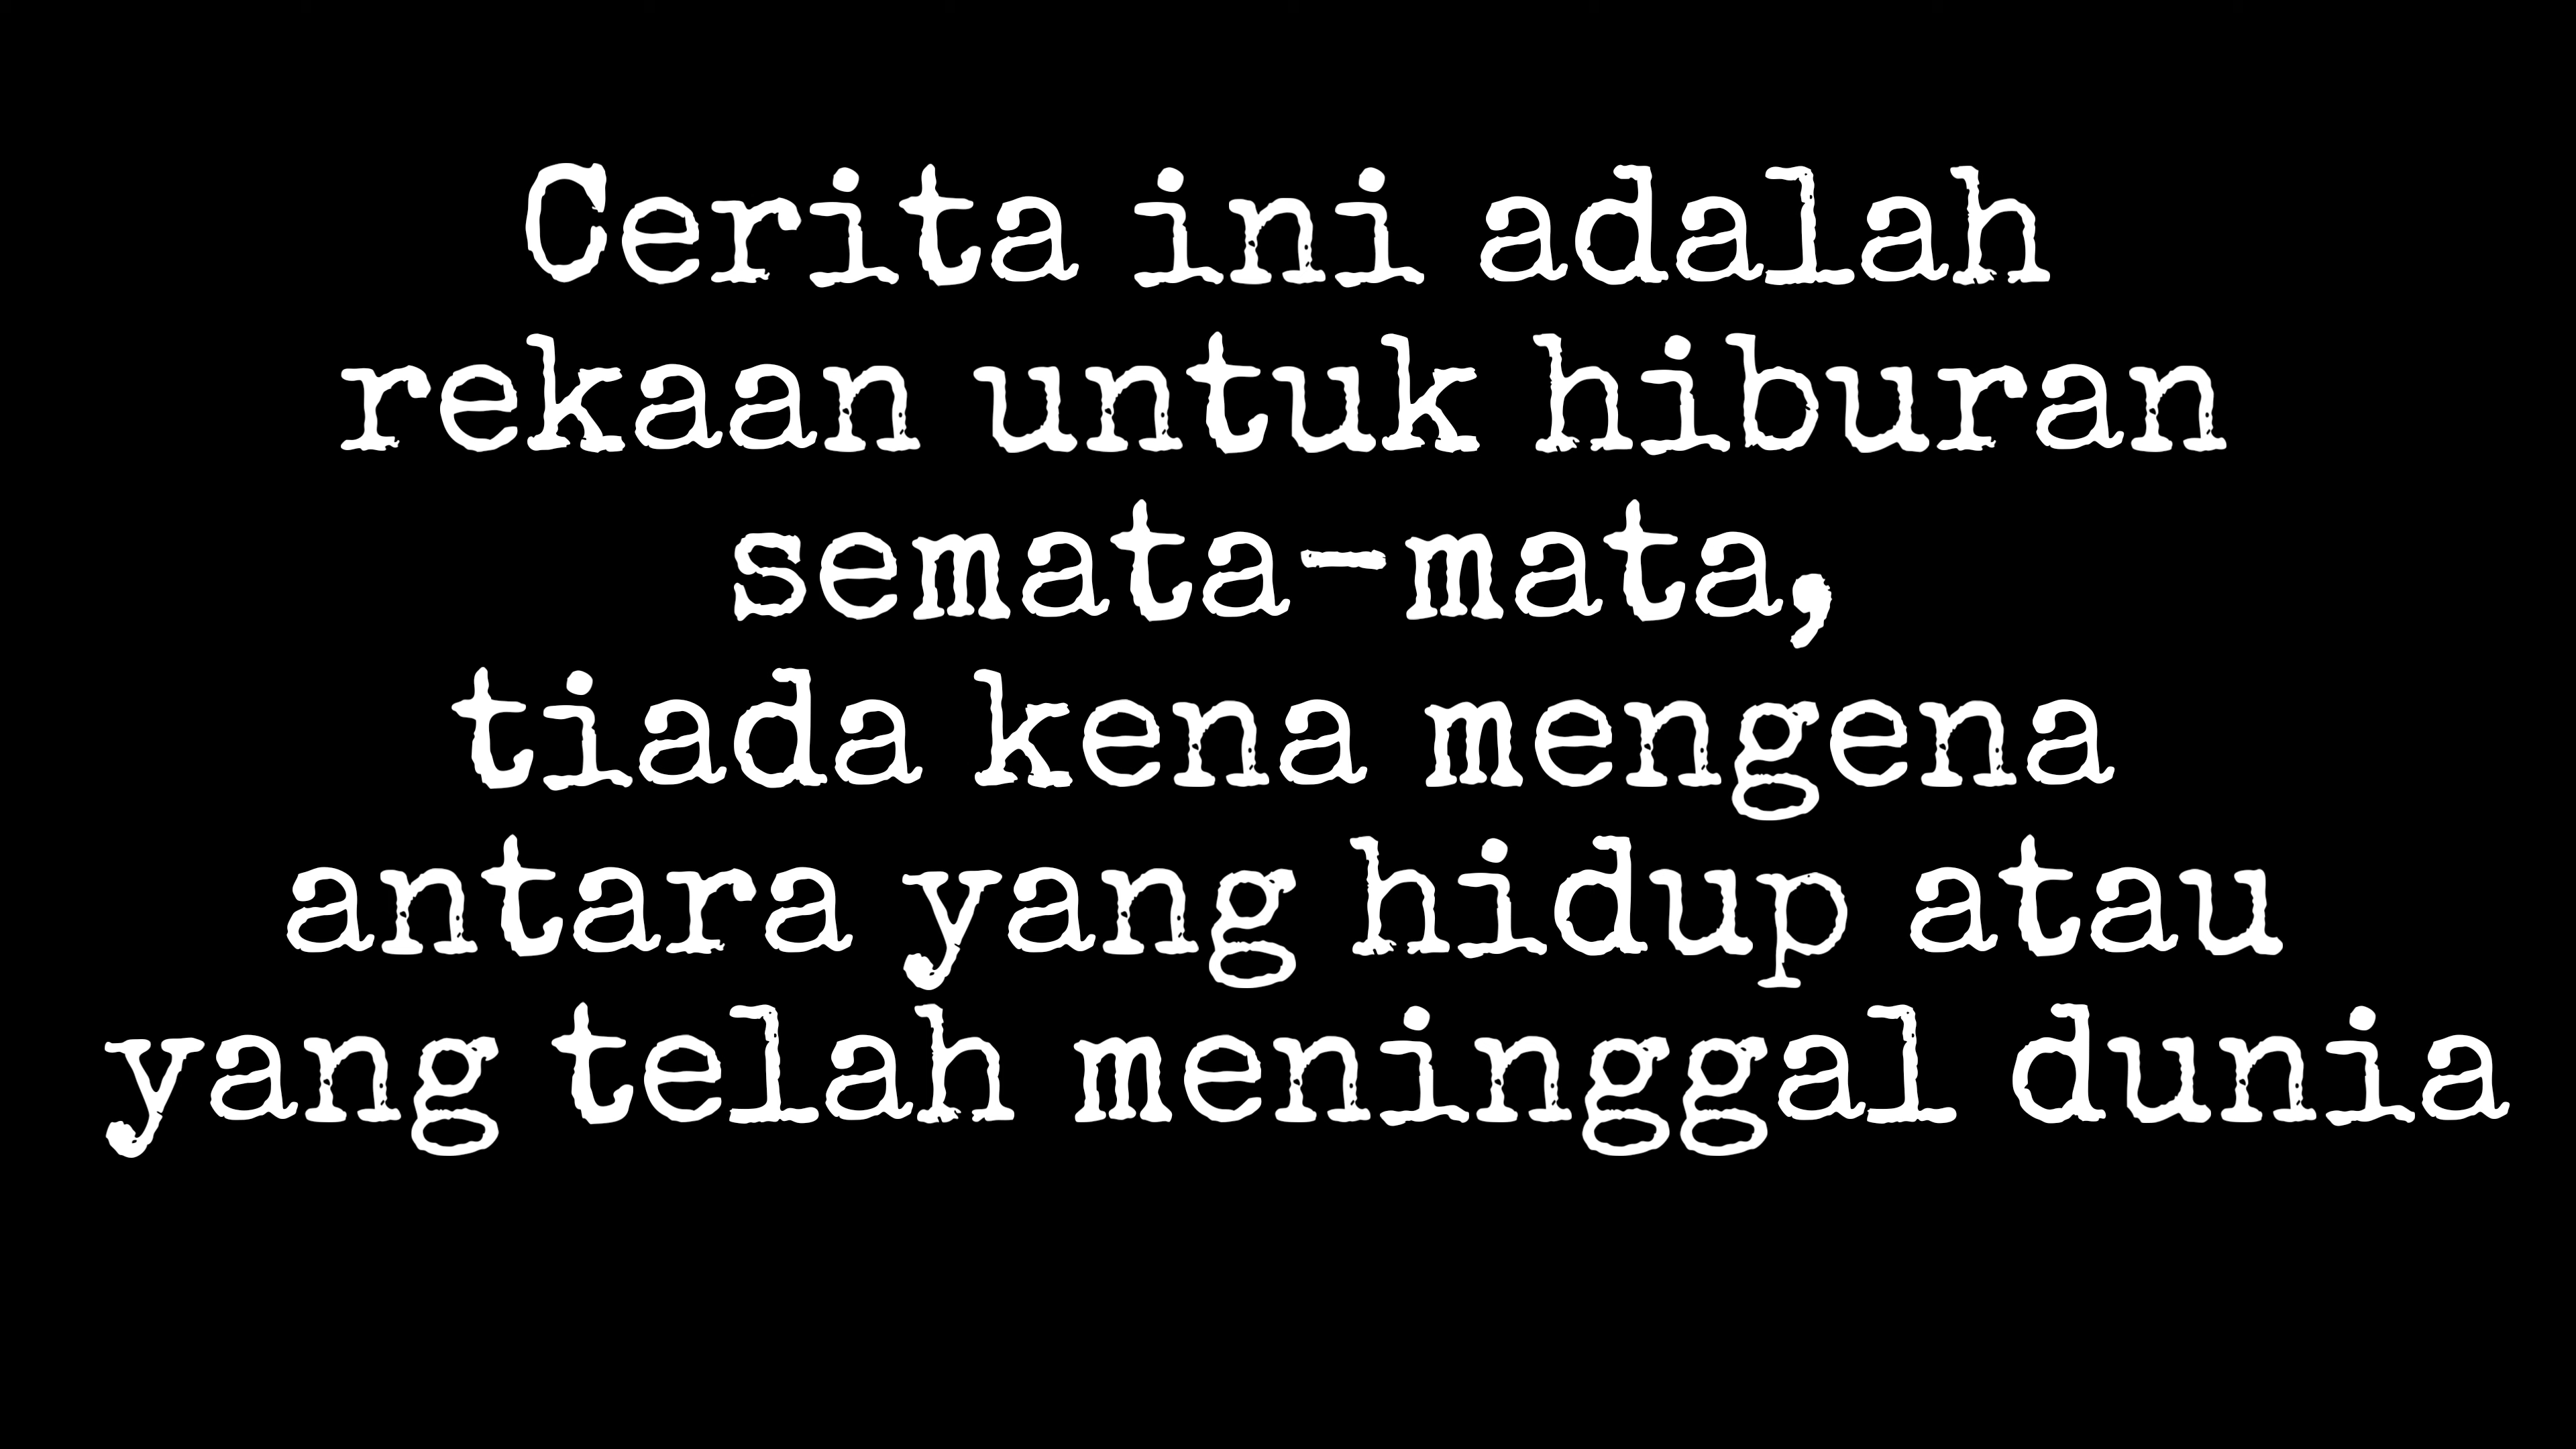 Cerita ini adalah
rekaan untuk hiburan
semata-mata,
tiada kena mengena
antara yang hidup atau
yang telah meninggal dunia